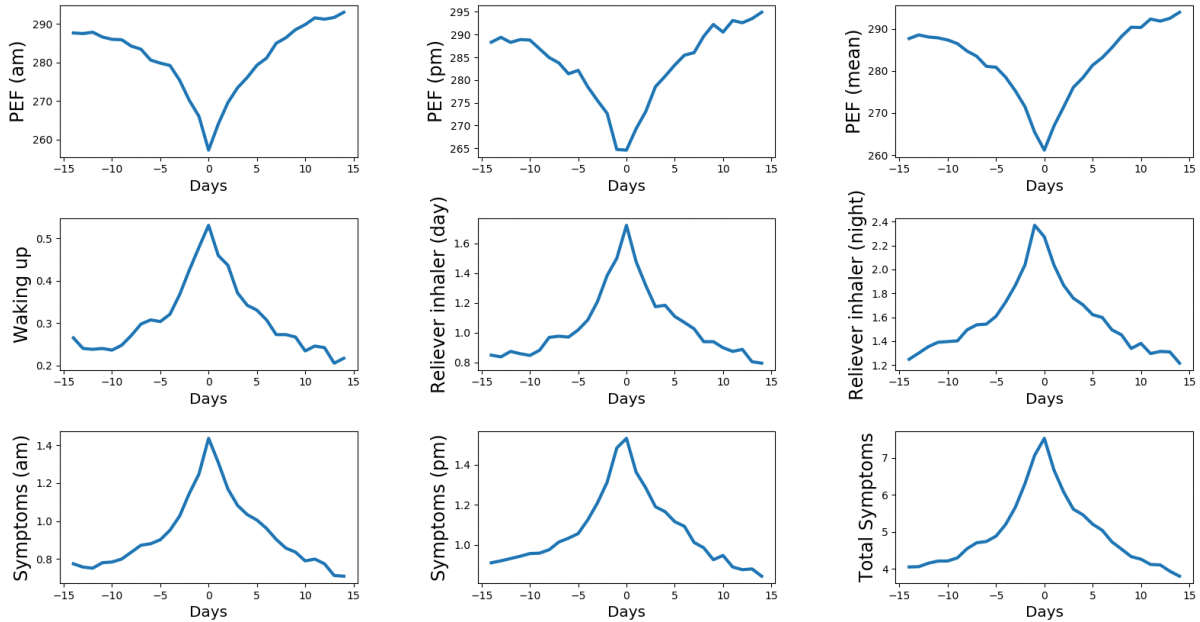 PEF (am)
290
280
270
260
−15 −10 −5 0 5 10 15
Days
PEF (pm)
295
290
285
280
275
270
265
−15 −10 −5 0 5 10 15
Days
PEF (mean)
290
280
270
260
−15 −10 −5 0 5 10 15
Days
Waking up
0.5
0.4
0.3
0.2
−15 −10 −5 0 5 10 15
Days
Reliever inhaler (day)
1.6
1.4
1.2
1.0
0.8
−15 −10 −5 0 5 10 15
Days
Reliever inhaler (night)
2.4
2.2
2.0
1.8
1.6
1.4
1.2
−15 −10 −5 0 5 10 15
Days
Symptoms (am)
1.4
1.2
1.0
0.8
−15 −10 −5 0 5 10 15
Days
Symptoms (pm)
1.4
1.2
1.0
−15 −10 −5 0 5 10 15
Days
Total Symptoms
7
6
5
4
−15 −10 −5 0 5 10 15
Days